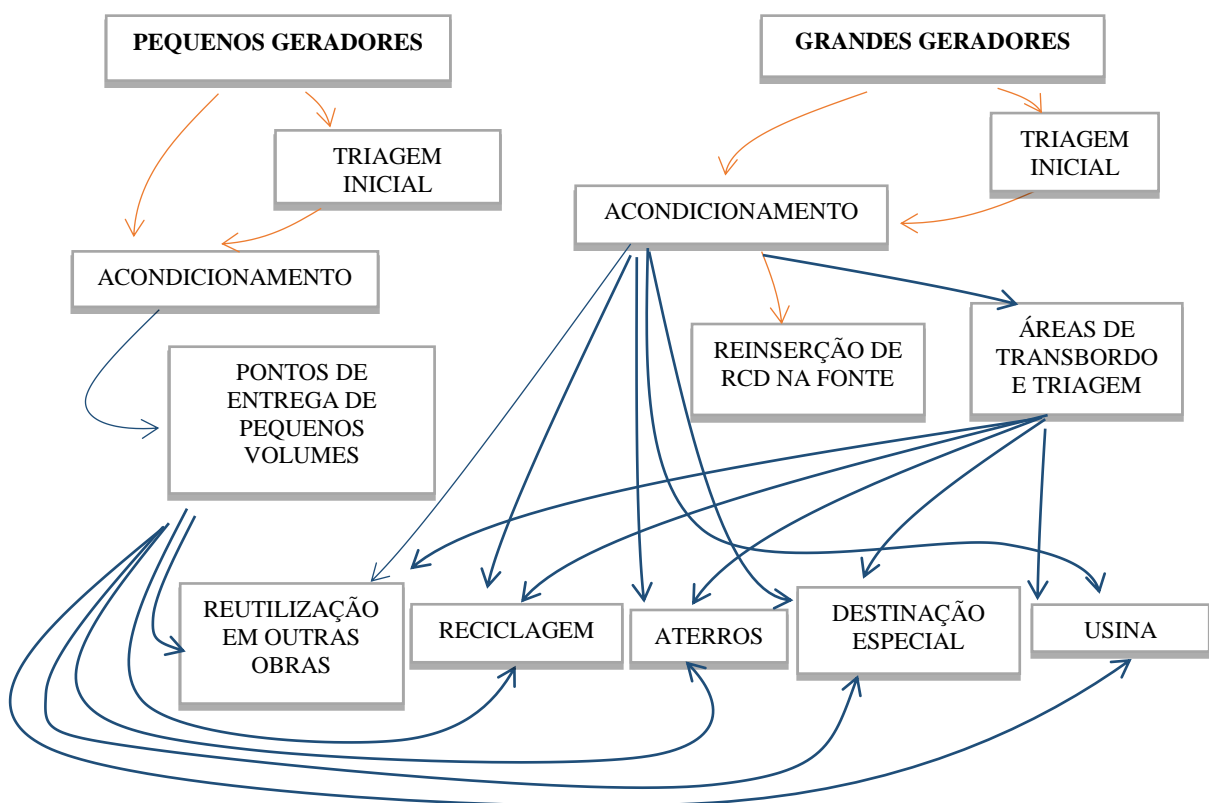 PEQUENOS GERADORES
GRANDES GERADORES
TRIAGEM
INICIAL
TRIAGEM
INICIAL
ACONDICIONAMENTO
ACONDICIONAMENTO
PONTOS DE
ENTREGA DE
PEQUENOS
VOLUMES
REINSERÇÃO DE
RCD NA FONTE
ÁREAS DE
TRANSBORDO
E TRIAGEM
REUTILIZAÇÃO
EM OUTRAS
OBRAS
RECICLAGEM
ATERROS
DESTINAÇÃO
ESPECIAL
USINA